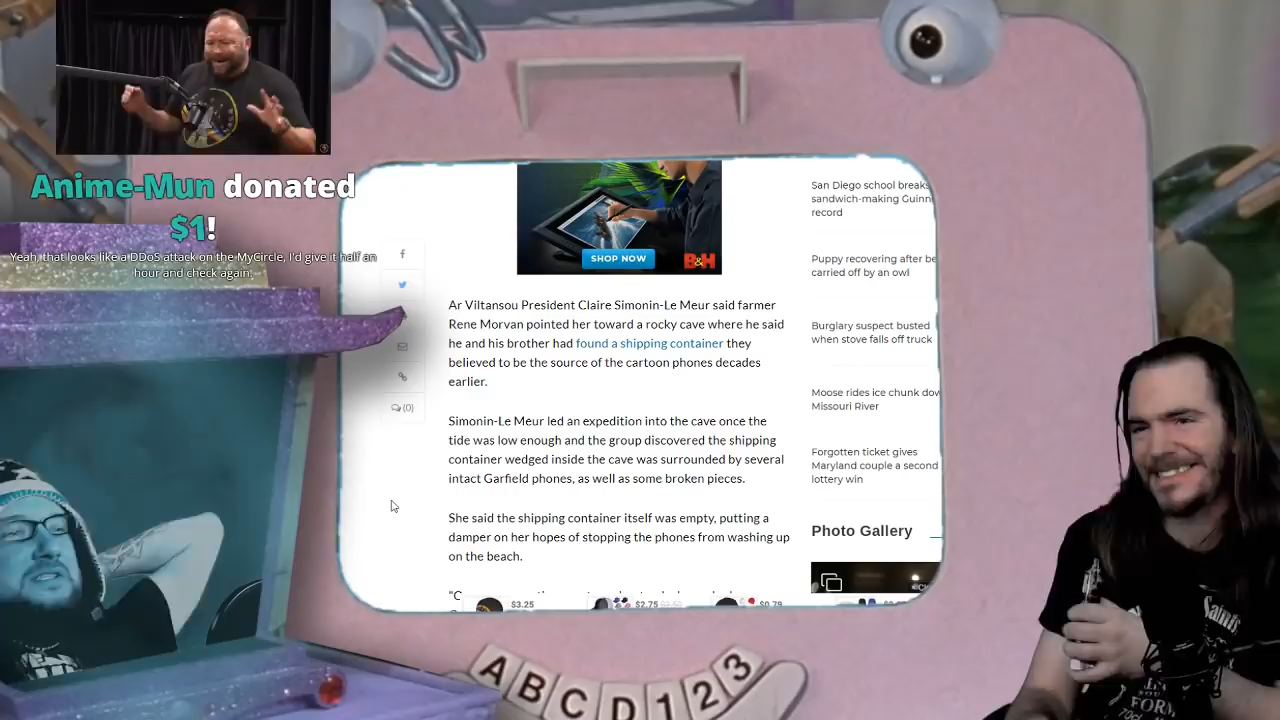 Anime-Mun donated
$1!
Yeah, that looks like a DDoS attack on the MyCircle, I'd give it half an
hour and check again!
SHOP NOW
B&H
(0)
Ar Viltansou President Claire Simonin-Le Meur said farmer
Rene Morvan pointed her toward a rocky cave where he said
he and his brother had found a shipping container they
believed to be the source of the cartoon phones decades
earlier.
Simonin-Le Meur led an expedition into the cave once the
tide was low enough and the group discovered the shipping
container wedged inside the cave was surrounded by several
intact Garfield phones, as well as some broken pieces.
She said the shipping container itself was empty, putting a
damper on her hopes of stopping the phones from washing up
on the beach.
$3.25
$2.75
$0.79
San Diego school breaks
sandwich-making Guinn
record
Puppy recovering after be
carried off by an owl
Burglary suspect busted
when stove falls off truck
Moose rides ice chunk dow
Missouri River
Forgotten ticket gives
Maryland couple a second
lottery win
Photo Gallery
A B C D 1 2 3
Saints